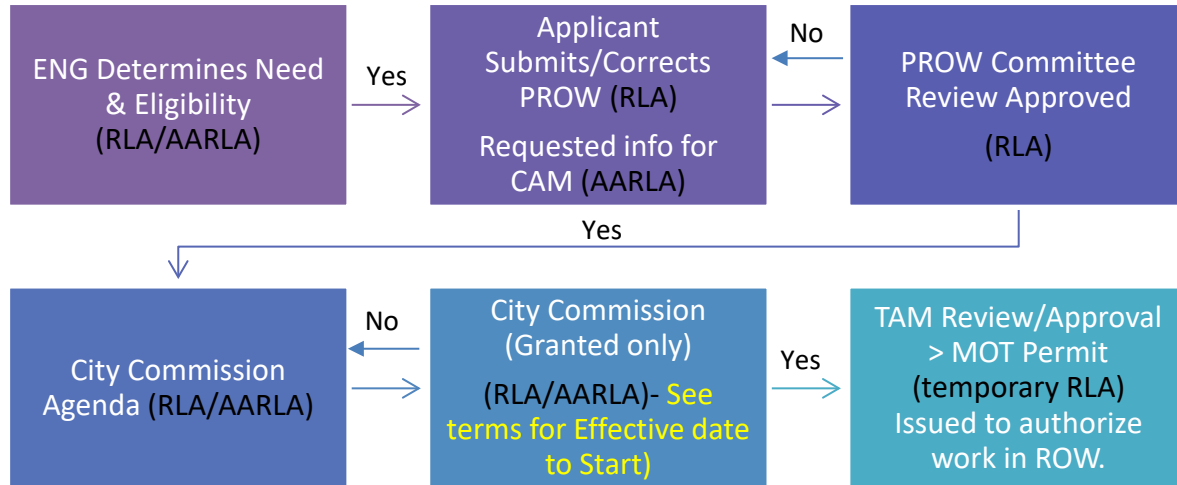 ENG Determines Need
& Eligibility
(RLA/AARLA)
Yes
Applicant
Submits/Corrects
PROW (RLA)
Requested info for
CAM (AARLA)
No
PROW Committee
Review Approved
(RLA)
Yes
City Commission
Agenda (RLA/AARLA)
No
City Commission
(Granted only)
(RLA/AARLA)- See
terms for Effective date
to Start)
Yes
TAM Review/Approval
> MOT Permit
(temporary RLA)
Issued to authorize
work in ROW.